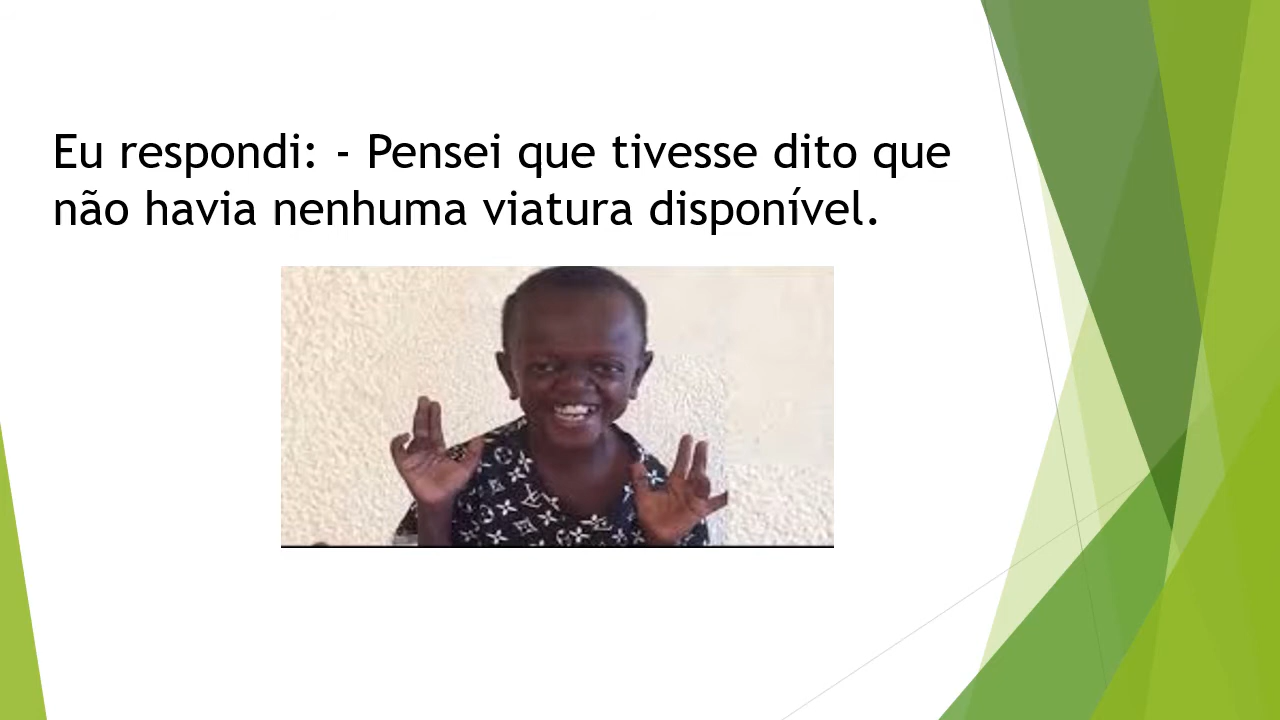 Eu respondi: - Pensei que tivesse dito que
não havia nenhuma viatura disponível.